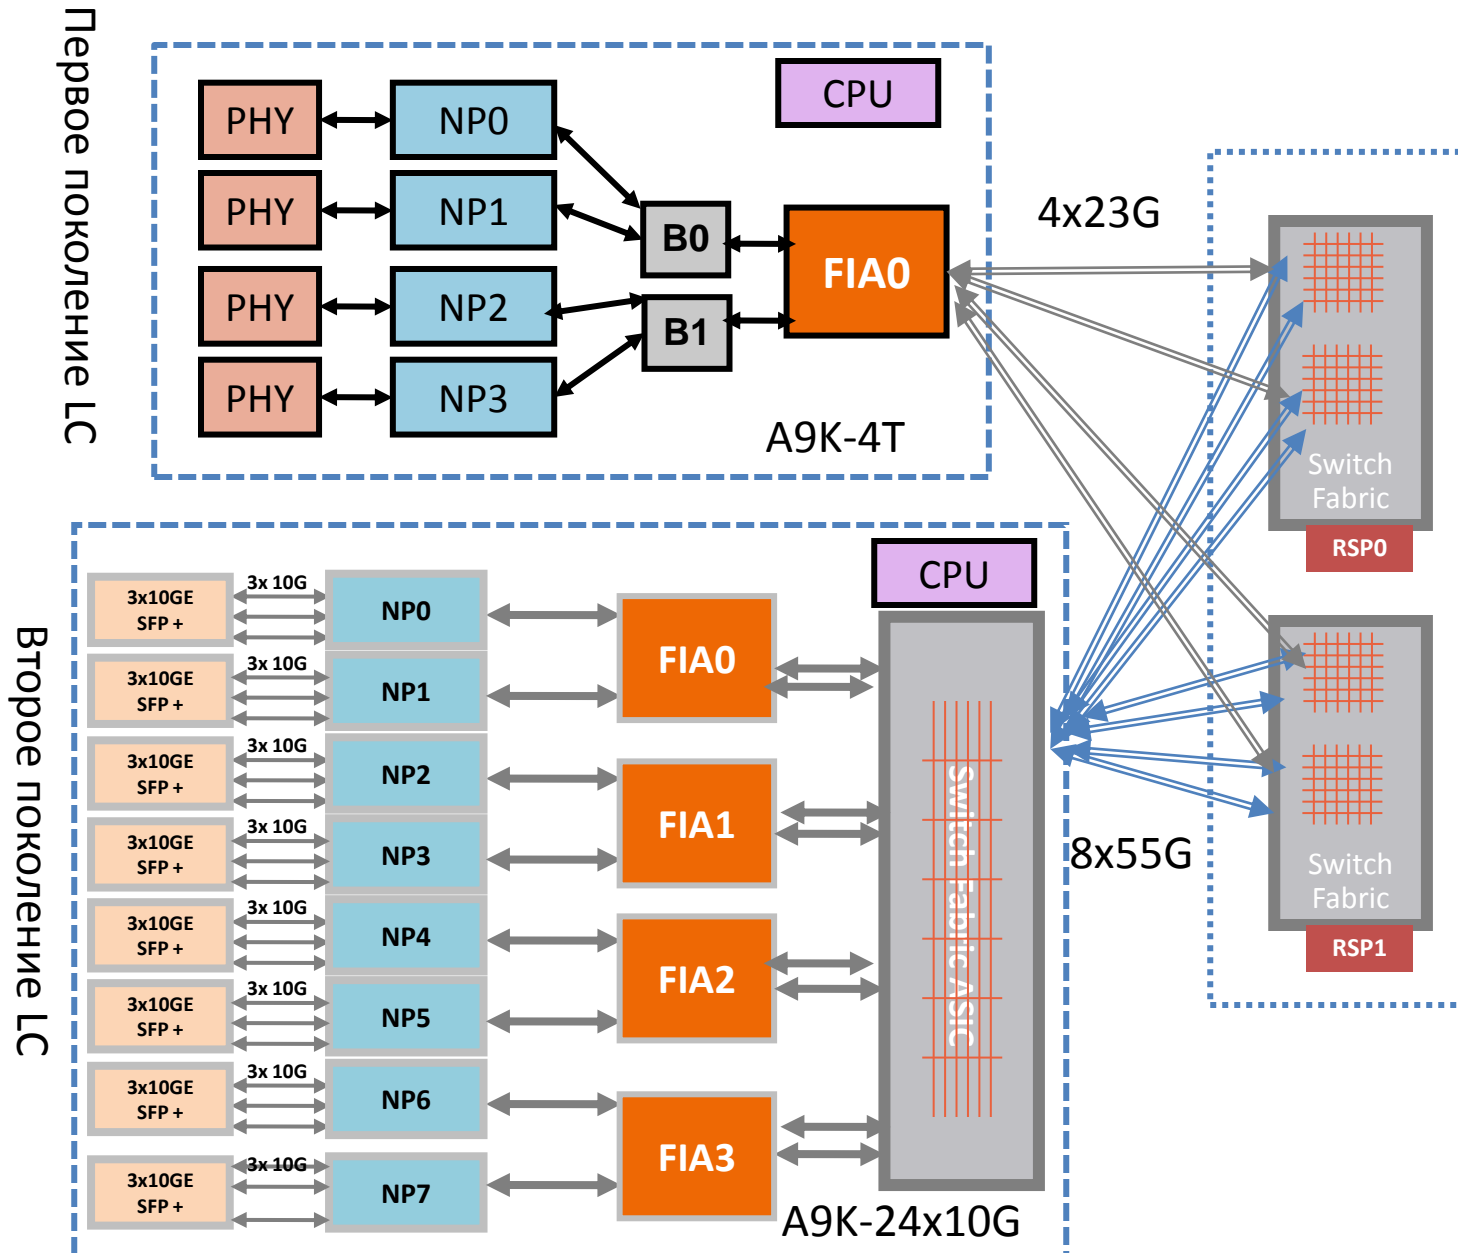 Первое поколение LC
CPU
PHY
NP0
PHY
NP1
PHY
NP2
PHY
NP3
B0
B1
FIA0
A9K-4T
4x23G
Switch
Fabric
RSP0
Второе поколение LC
CPU
3x10GE
SFP +
3x 10G
NP0
3x10GE
SFP +
3x 10G
NP1
3x10GE
SFP +
3x 10G
NP2
3x10GE
SFP +
3x 10G
NP3
3x10GE
SFP +
3x 10G
NP4
3x10GE
SFP +
3x 10G
NP5
3x10GE
SFP +
3x 10G
NP6
3x10GE
SFP +
3x 10G
NP7
FIA0
FIA1
FIA2
FIA3
Switch Fabric ASIC
A9K-24x10G
8x55G
Switch
Fabric
RSP1